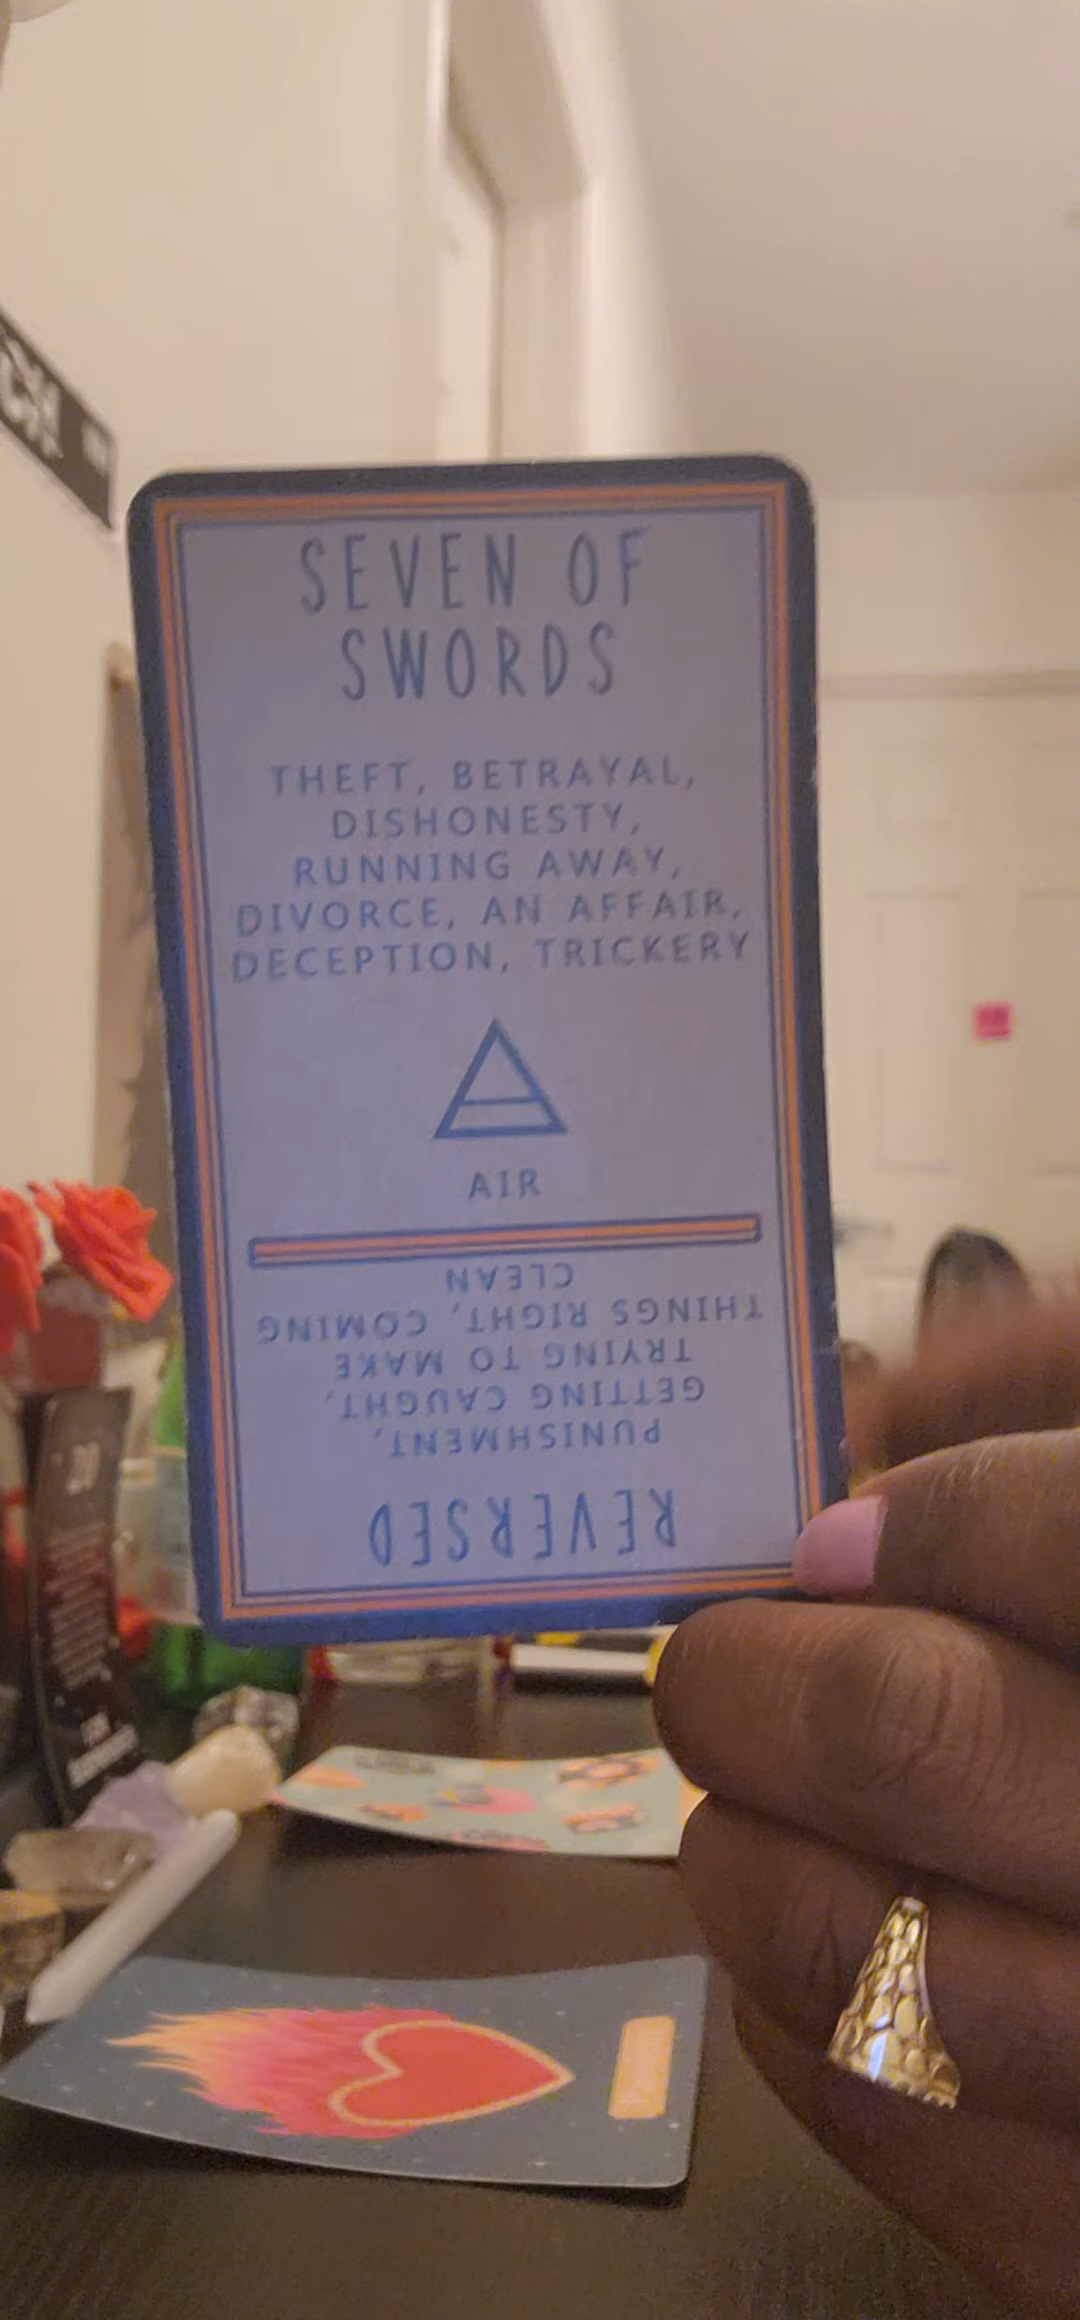 SEVEN OF
SWORDS
THEFT, BETRAYAL,
DISHONESTY,
RUNNING AWAY,
DIVORCE, AN AFFAIR,
DECEPTION, TRICKERY
AIR
REVERSED
PUNISHMENT,
GETTING CAUGHT,
TRYING TO MAKE
THINGS RIGHT, COMING
CLEAN